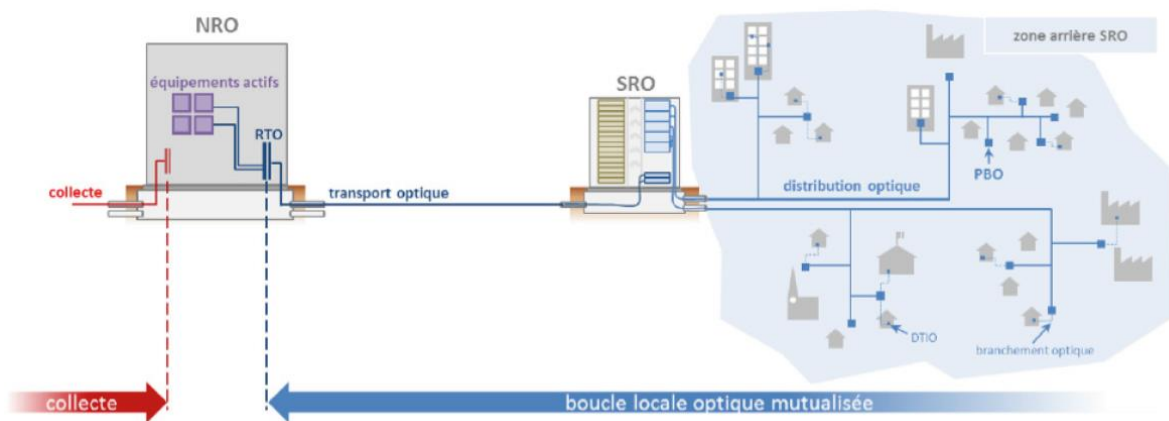 NRO
équipements actifs
RTO
collecte
transport optique
SRO
zone arrière SRO
PBO
distribution optique
DTIO
branchement optique
collecte
boucle locale optique mutualisée